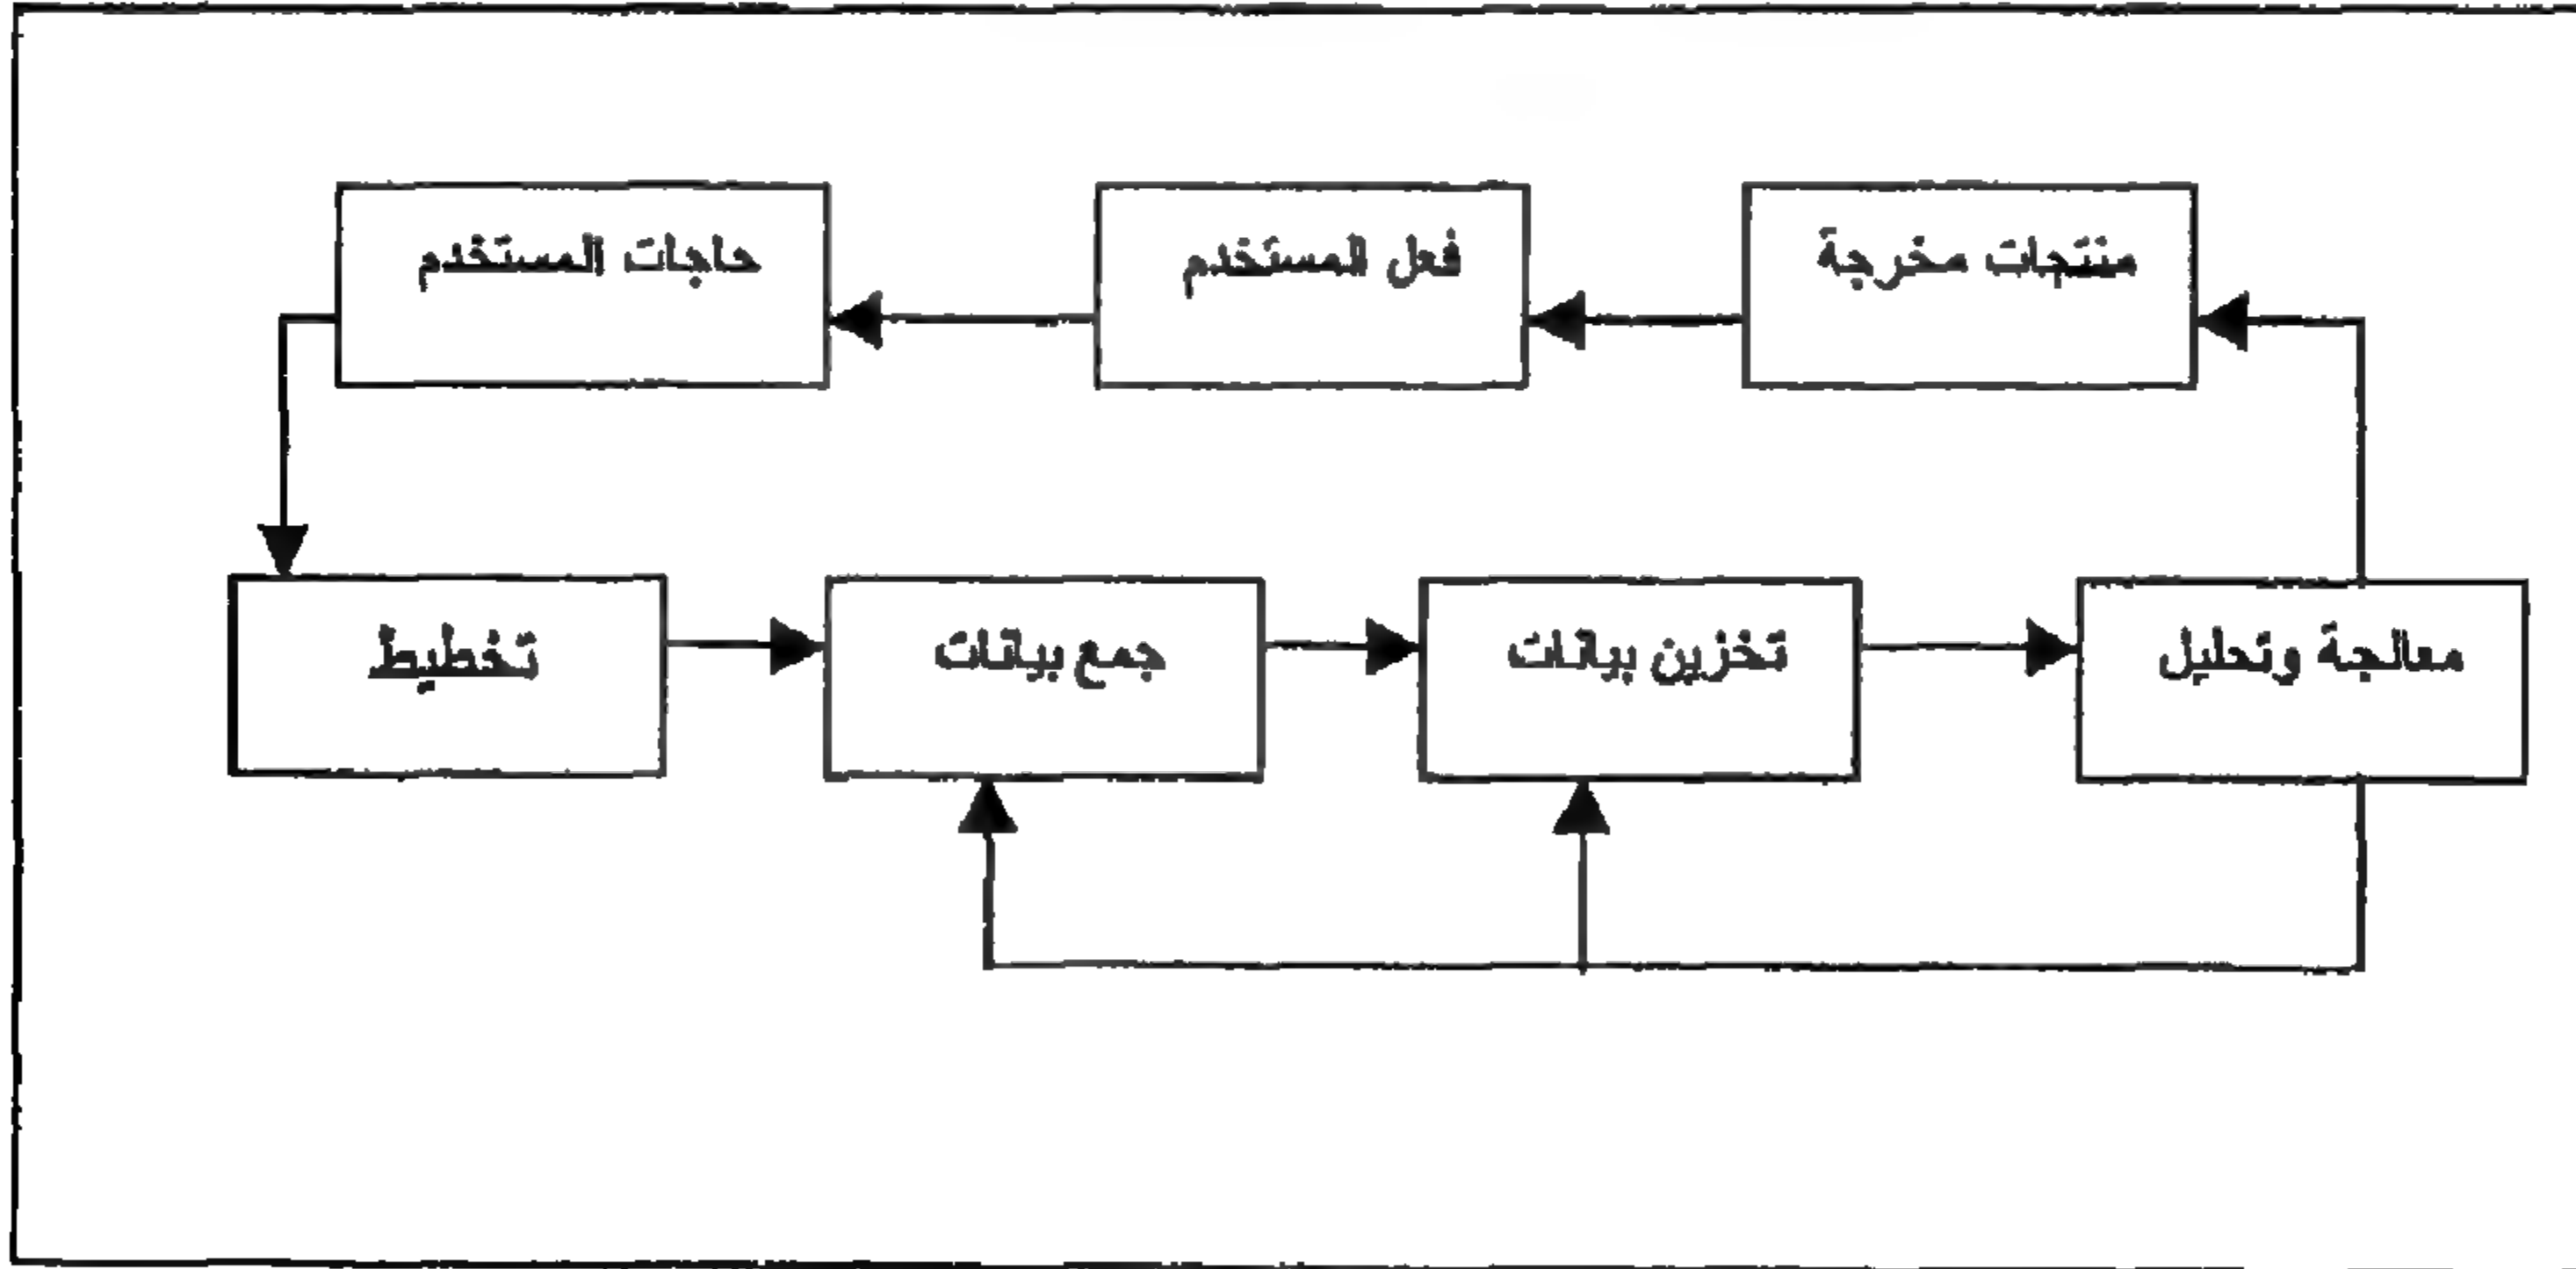 منتجات مخرجة
فعل المستخدم
حاجات المستخدم
تخطيط
جمع بيانات
تخزين بيانات
معالجة وتحليل